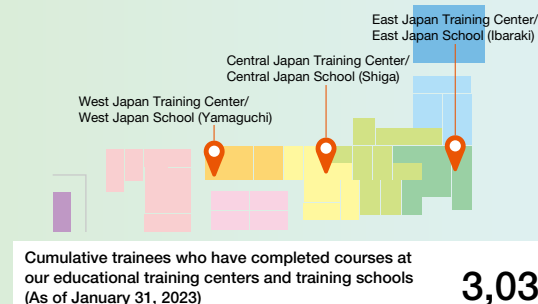 East Japan Training Center/
East Japan School (Ibaraki)
Central Japan Training Center/
Central Japan School (Shiga)
West Japan Training Center/
West Japan School (Yamaguchi)
Cumulative trainees who have completed courses at
our educational training centers and training schools
(As of January 31, 2023)
3,03